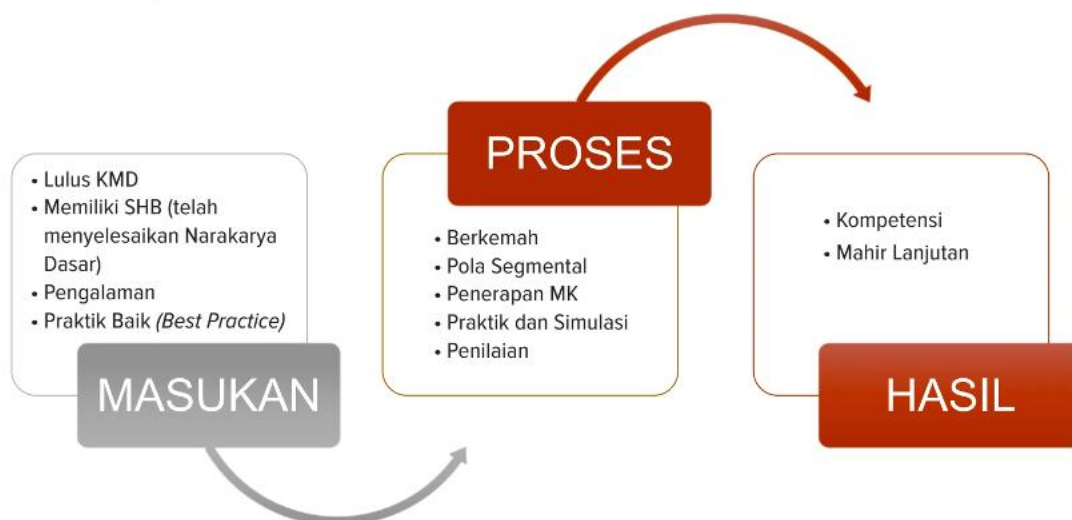 • Lulus KMD
• Memiliki SHB (telah
menyelesaikan Narakarya
Dasar)
• Pengalaman
• Praktik Baik (Best Practice)
MASUKAN
PROSES
• Berkemah
• Pola Segmental
• Penerapan MK
• Praktik dan Simulasi
• Penilaian
• Kompetensi
• Mahir Lanjutan
HASIL